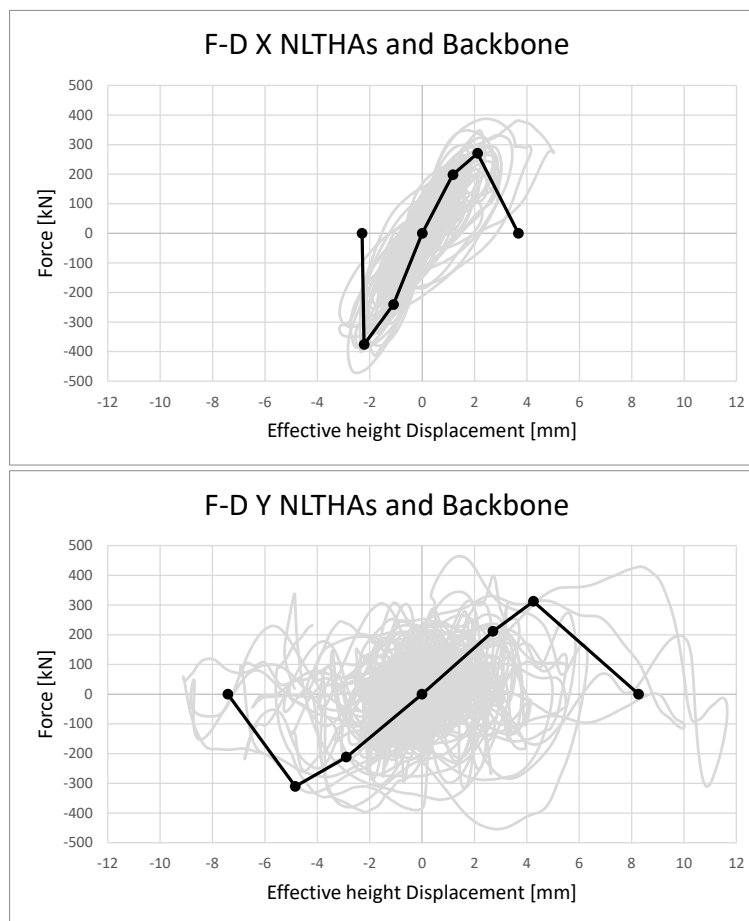 F-D X NLTHAs and Backbone
500
400
300
200
100
0
-100
-200
-300
-400
-500
Force [kN]
-12 -10 -8 -6 -4 -2 0 2 4 6 8 10 12
Effective height Displacement [mm]
F-D Y NLTHAs and Backbone
500
400
300
200
100
0
-100
-200
-300
-400
-500
Force [kN]
-12 -10 -8 -6 -4 -2 0 2 4 6 8 10 12
Effective height Displacement [mm]